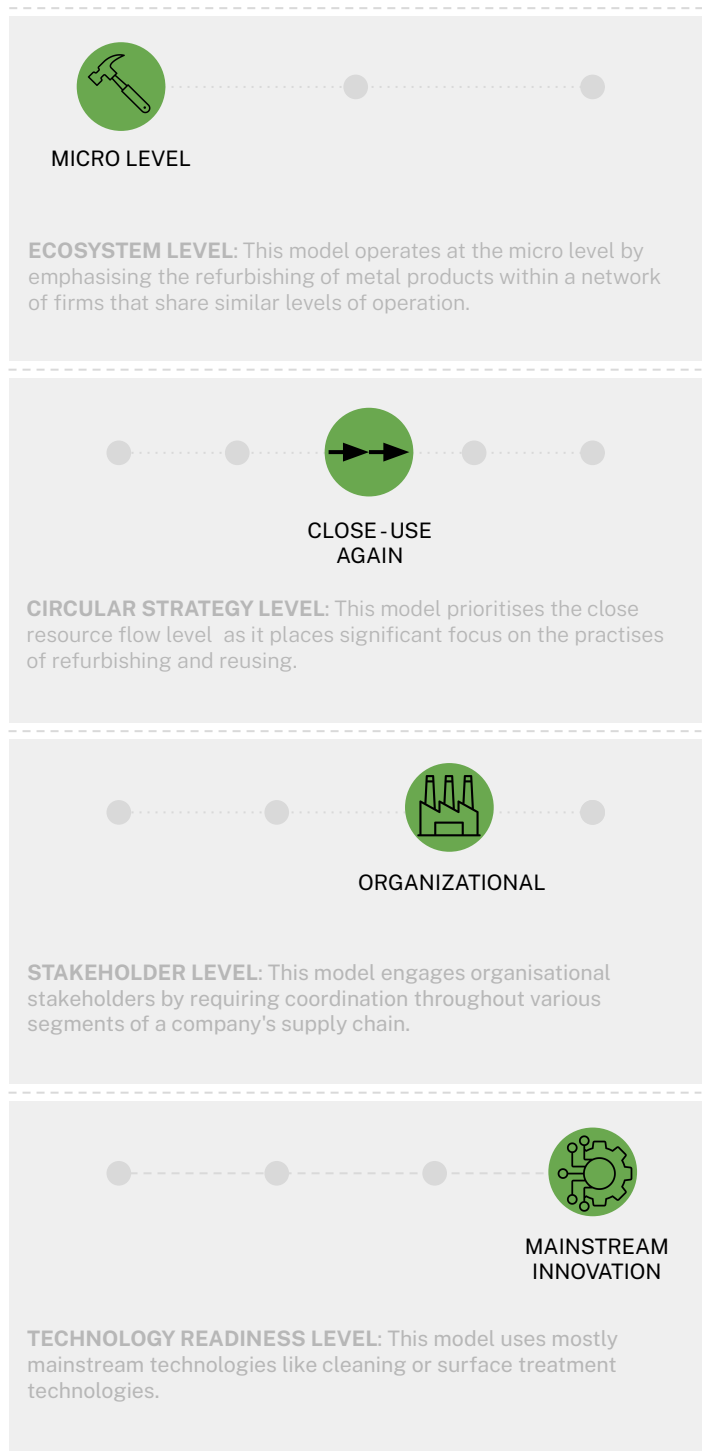 MICRO LEVEL
ECOSYSTEM LEVEL: This model operates at the micro level by
emphasising the refurbishing of metal products within a network
of firms that share similar levels of operation.
CLOSE - USE
AGAIN
CIRCULAR STRATEGY LEVEL: This model prioritises the close
resource flow level  as it places significant focus on the practises
of refurbishing and reusing.
ORGANIZATIONAL
STAKEHOLDER LEVEL: This model engages organisational
stakeholders by requiring coordination throughout various
segments of a company's supply chain.
MAINSTREAM
INNOVATION
TECHNOLOGY READINESS LEVEL: This model uses mostly
mainstream technologies like cleaning or surface treatment
technologies.